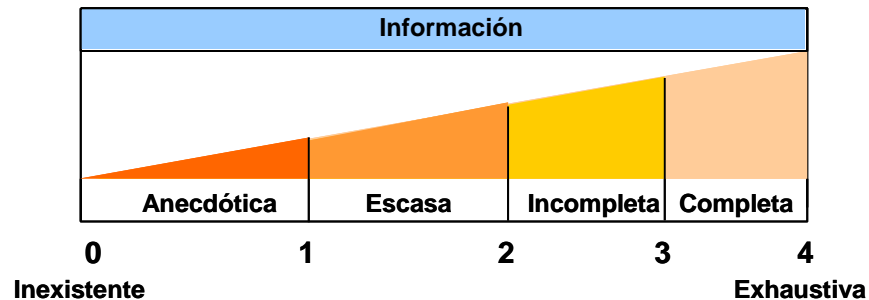 Información
Anecdótica Escasa Incompleta Completa
0 1 2 3 4
Inexistente Exhaustiva